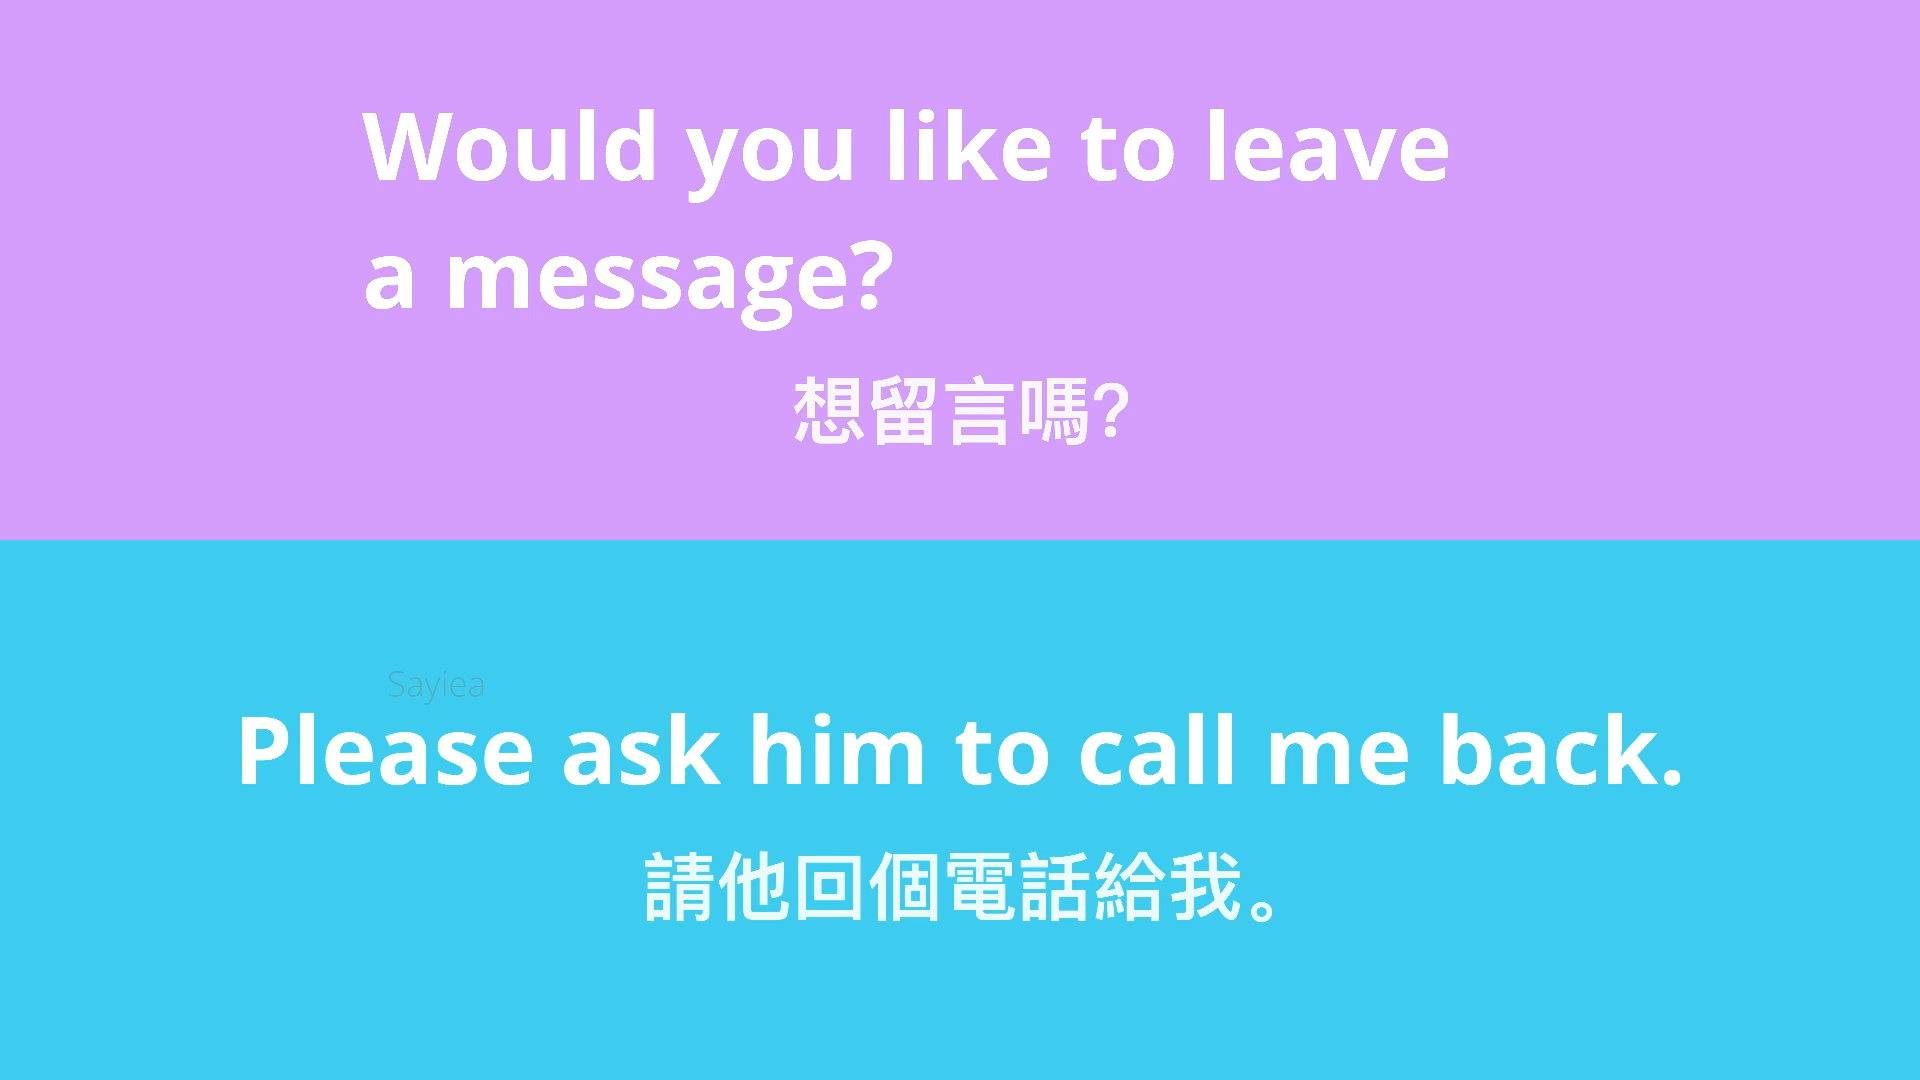 Would you like to leave
a message?
想留言嗎?
Sayiea
Please ask him to call me back.
請他回個電話給我。